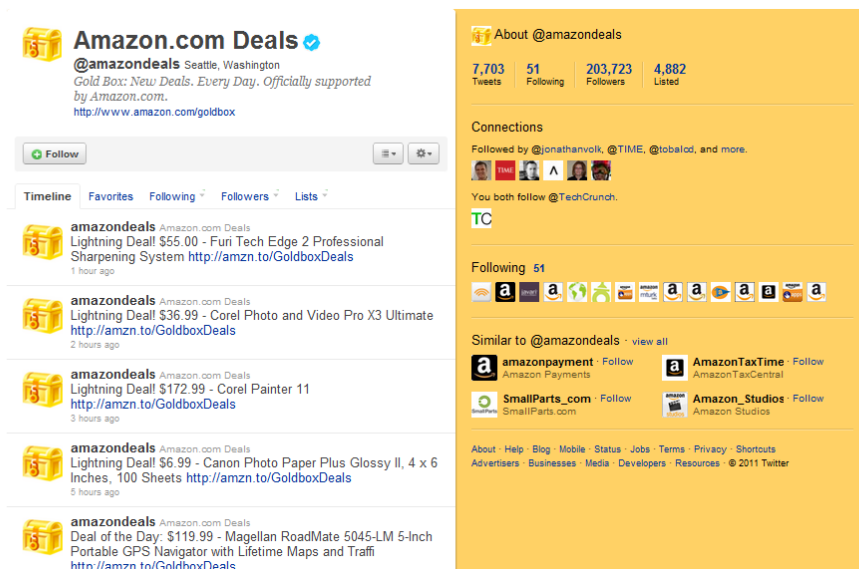 Amazon.com Deals
@amazondeals Seattle, Washington
Gold Box: New Deals. Every Day. Officially supported
by Amazon.com.
http://www.amazon.com/goldbox
Follow
Timeline Favorites Following Followers Lists
amazondeals Amazon.com Deals
Lightning Deal! $55.00 - Furi Tech Edge 2 Professional
Sharpening System http://amzn.to/GoldboxDeals
1 hour ago
amazondeals Amazon.com Deals
Lightning Deal! $36.99 - Corel Photo and Video Pro X3 Ultimate
http://amzn.to/GoldboxDeals
2 hours ago
amazondeals Amazon.com Deals
Lightning Deal! $172.99 - Corel Painter 11
http://amzn.to/GoldboxDeals
3 hours ago
amazondeals Amazon.com Deals
Lightning Deal! $6.99 - Canon Photo Paper Plus Glossy II, 4 x 6
Inches, 100 Sheets http://amzn.to/GoldboxDeals
5 hours ago
amazondeals Amazon.com Deals
Deal of the Day: $119.99 - Magellan RoadMate 5045-LM 5-Inch
Portable GPS Navigator with Lifetime Maps and Traffi
http://amzn.to/GoldboxDeals
About @amazondeals
7,703 51 203,723 4,882
Tweets Following Followers Listed
Connections
Followed by @jonathanvolk, @TIME, @tobalcd, and more.
TIME
You both follow @TechCrunch.
TC
Following 51
Similar to @amazondeals · view all
amazonpayment · Follow
Amazon Payments
AmazonTaxTime · Follow
AmazonTaxCentral
SmallParts_com · Follow
SmallParts.com
Amazon_Studios · Follow
Amazon Studios
About · Help · Blog · Mobile · Status · Jobs · Terms · Privacy · Shortcuts
Advertisers · Businesses · Media · Developers · Resources · © 2011 Twitter